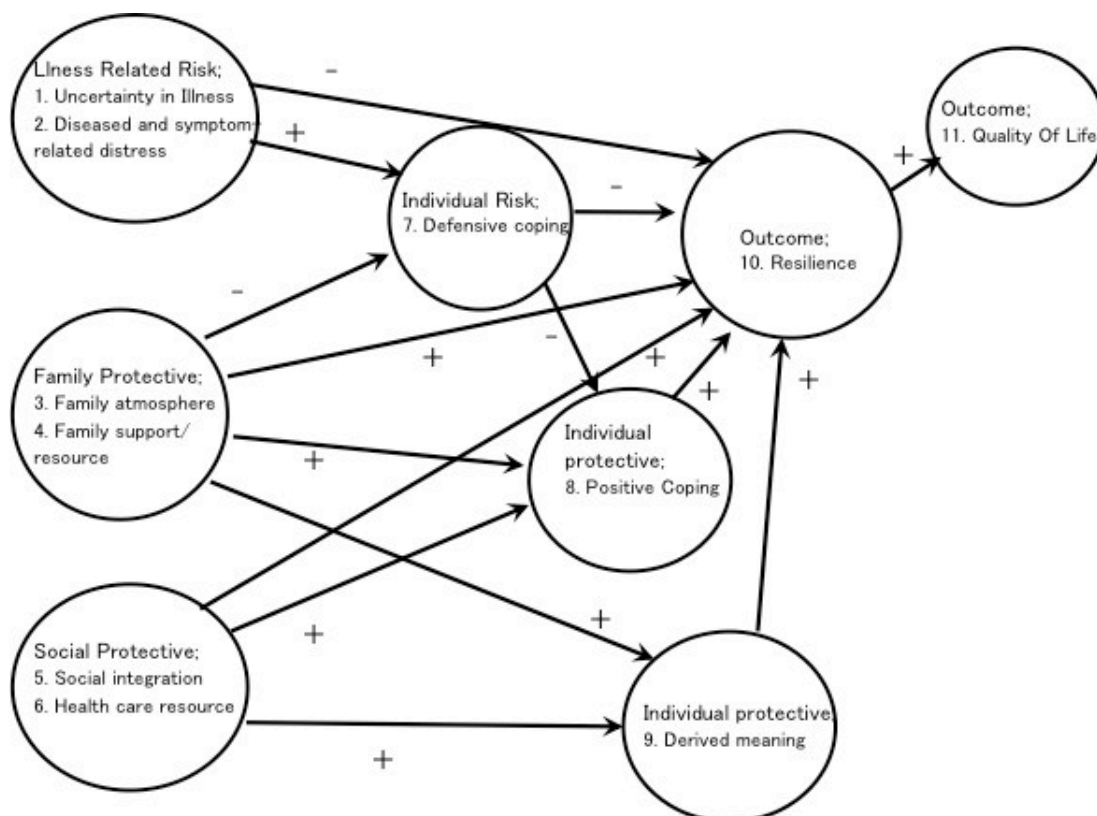 LIness Related Risk;
1. Uncertainty in Illness
2. Diseased and symptom-
related distress
-
+
Individual Risk;
7. Defensive coping
-
Outcome;
10. Resilience
+
Outcome;
11. Quality Of Life
-
+
-
+
+
+
Family Protective;
3. Family atmosphere
4. Family support/
resource
+
Individual
protective;
8. Positive Coping
+
+
Social Protective;
5. Social integration
6. Health care resource
+
Individual protective;
9. Derived meaning